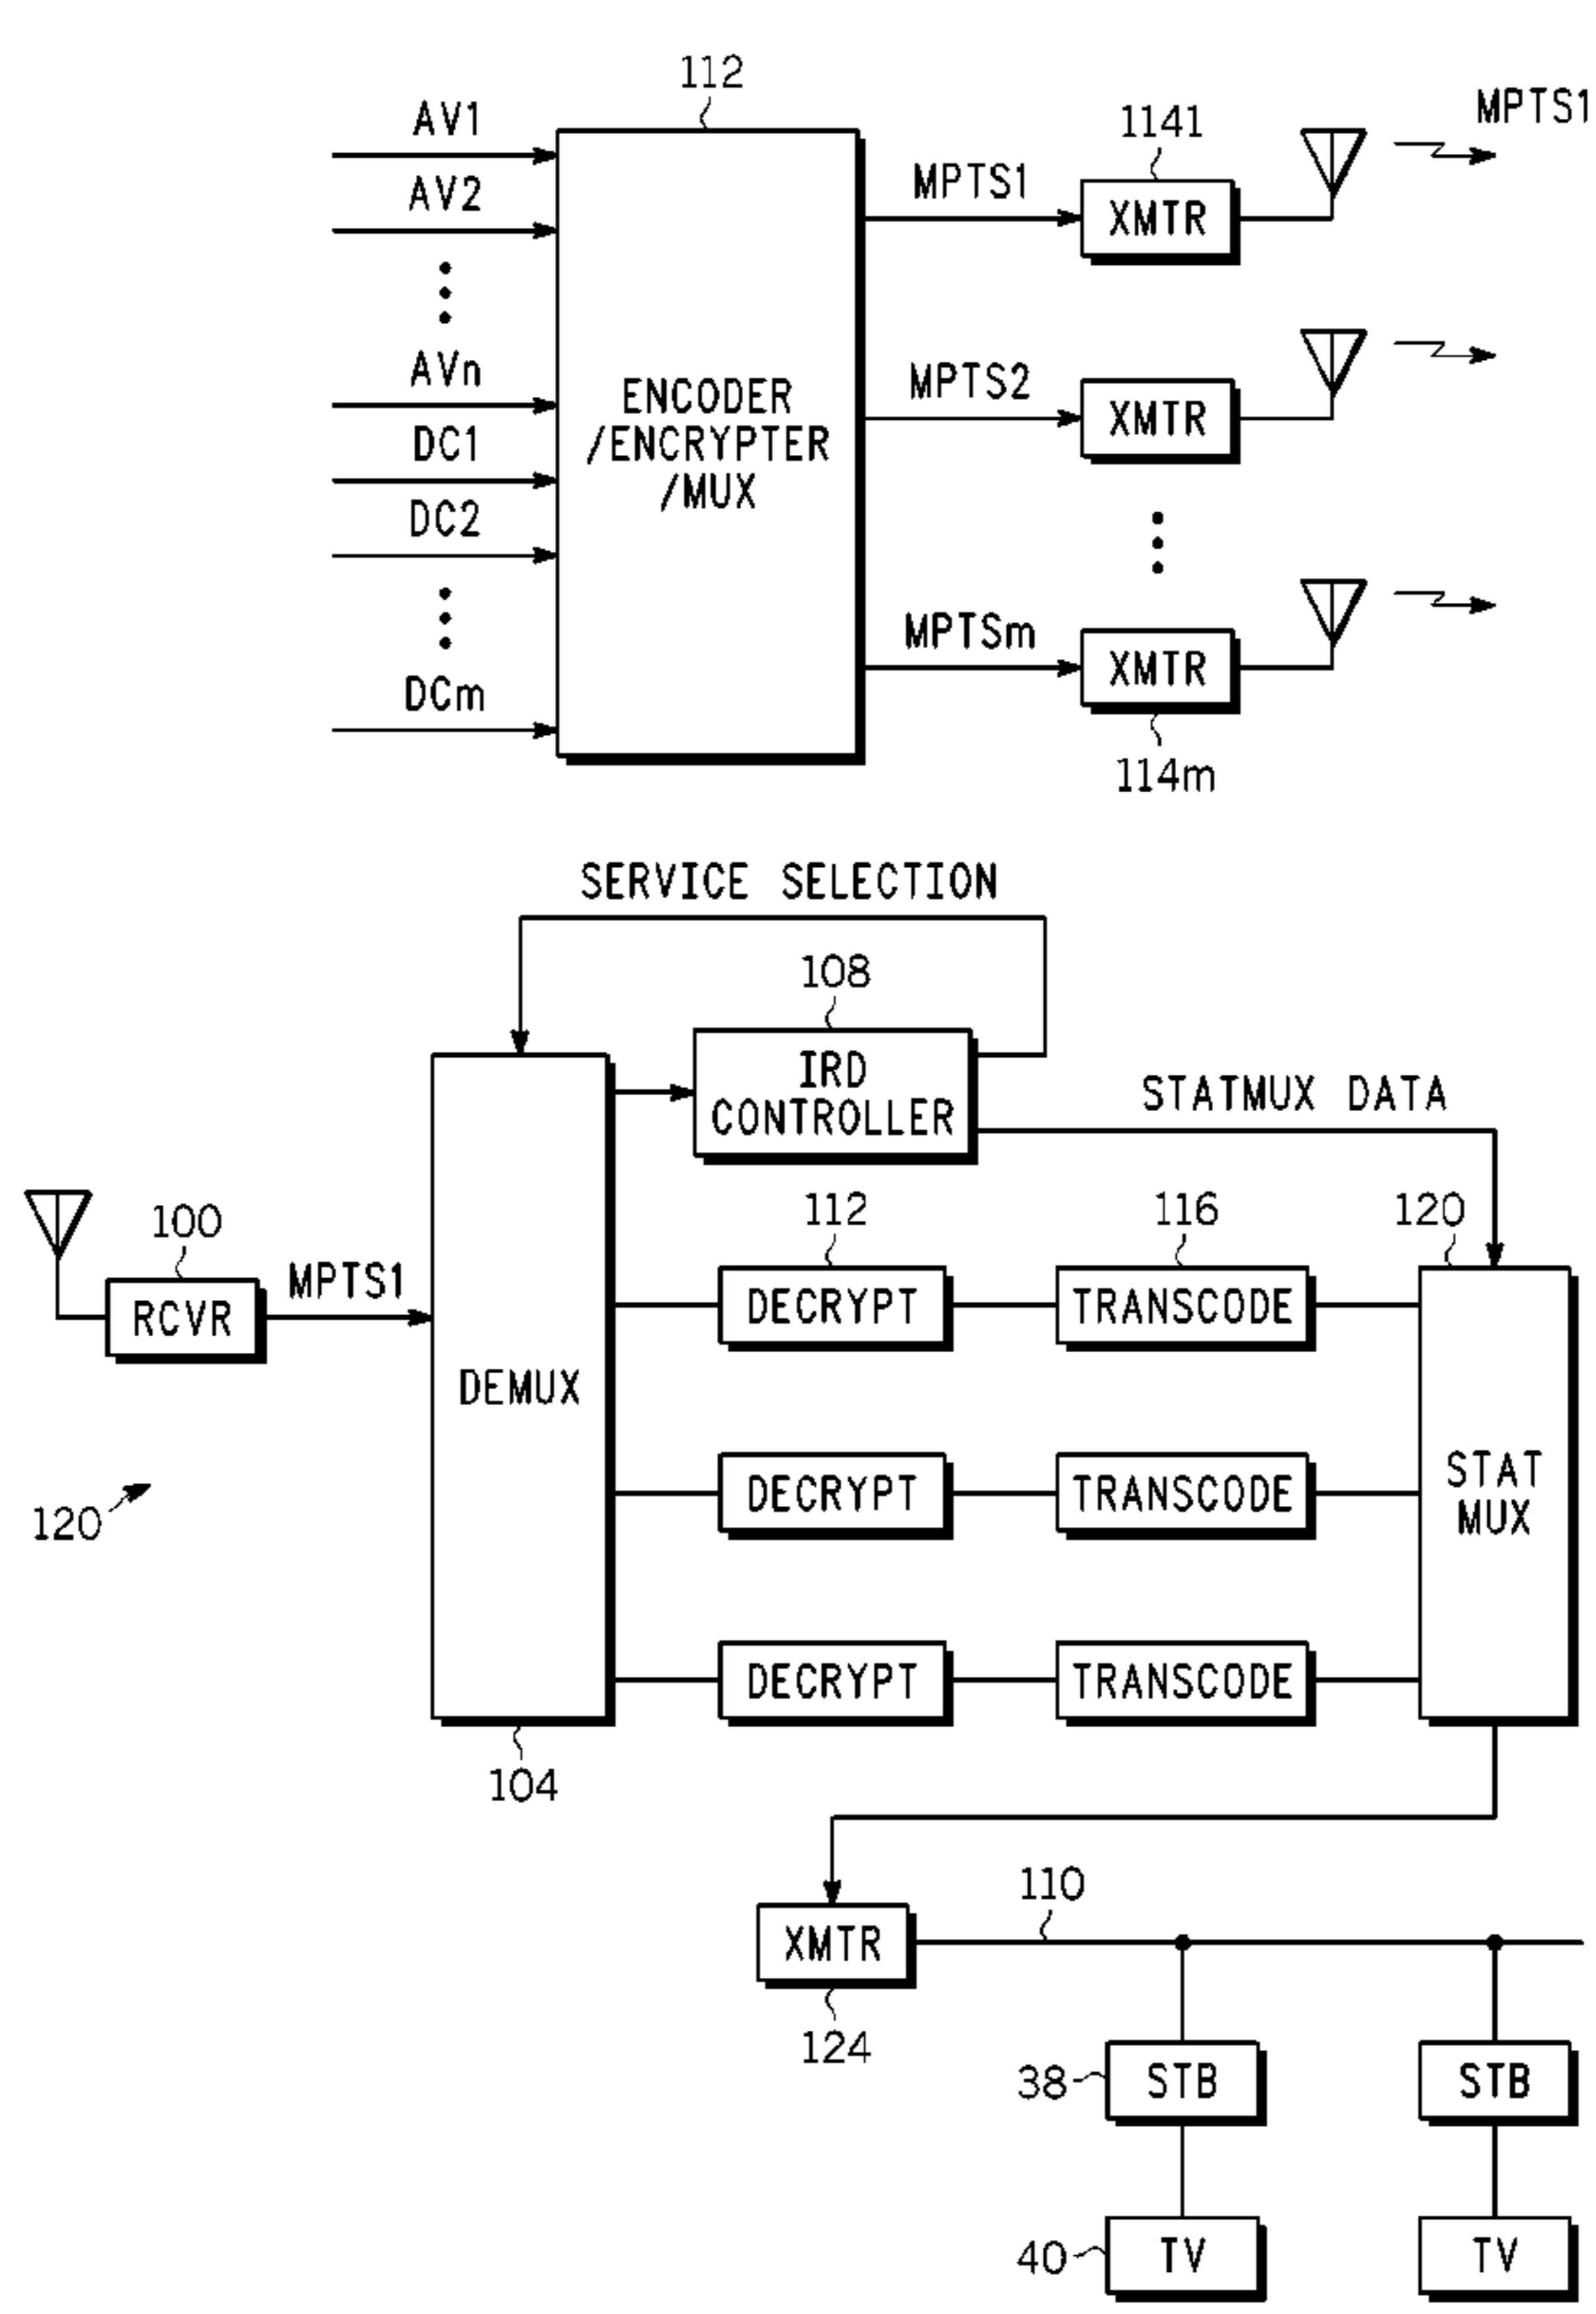 112
AV1
MPTS1
1141
AV2
MPTS1
XMTR
AVn
ENCODER
/ENCRYPTER
/MUX
MPTS2
XMTR
DC1
DC2
MPTSm
XMTR
DCm
114m
SERVICE SELECTION
108
IRD
CONTROLLER
STATMUX DATA
100
112
116
120
MPTS1
RCVR
DECRYPT
TRANSCODE
DEMUX
120
DECRYPT
TRANSCODE
STAT
MUX
DECRYPT
TRANSCODE
104
110
XMTR
124
38
STB
STB
40
TV
TV